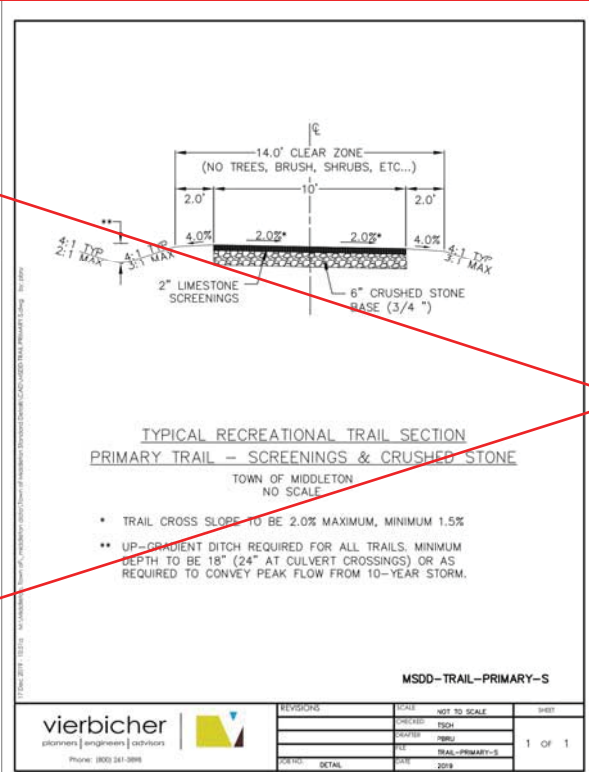 ℄
14.0' CLEAR ZONE
(NO TREES, BRUSH, SHRUBS, ETC...)
2.0' 10' 2.0'
**
4.0% 2.0%* 2.0%* 4.0%
4:1 TYP
2:1 MAX
4:1 TYP
3:1 MAX
4:1 TYP
3:1 MAX
2" LIMESTONE
SCREENINGS
6" CRUSHED STONE
BASE (3/4 ")
TYPICAL RECREATIONAL TRAIL SECTION
PRIMARY TRAIL – SCREENINGS & CRUSHED STONE
TOWN OF MIDDLETON
NO SCALE
* TRAIL CROSS SLOPE TO BE 2.0% MAXIMUM, MINIMUM 1.5%
** UP–GRADIENT DITCH REQUIRED FOR ALL TRAILS. MINIMUM
DEPTH TO BE 18" (24" AT CULVERT CROSSINGS) OR AS
REQUIRED TO CONVEY PEAK FLOW FROM 10–YEAR STORM.
MSDD–TRAIL–PRIMARY–S
vierbicher
planners | engineers | advisors
Phone: (800) 261-3898
REVISIONS
JOB NO. DETAIL
SCALE NOT TO SCALE
CHECKED TSCH
DRAFTER PBRU
FILE TRAIL–PRIMARY–S
DATE 2019
SHEET
1 OF 1